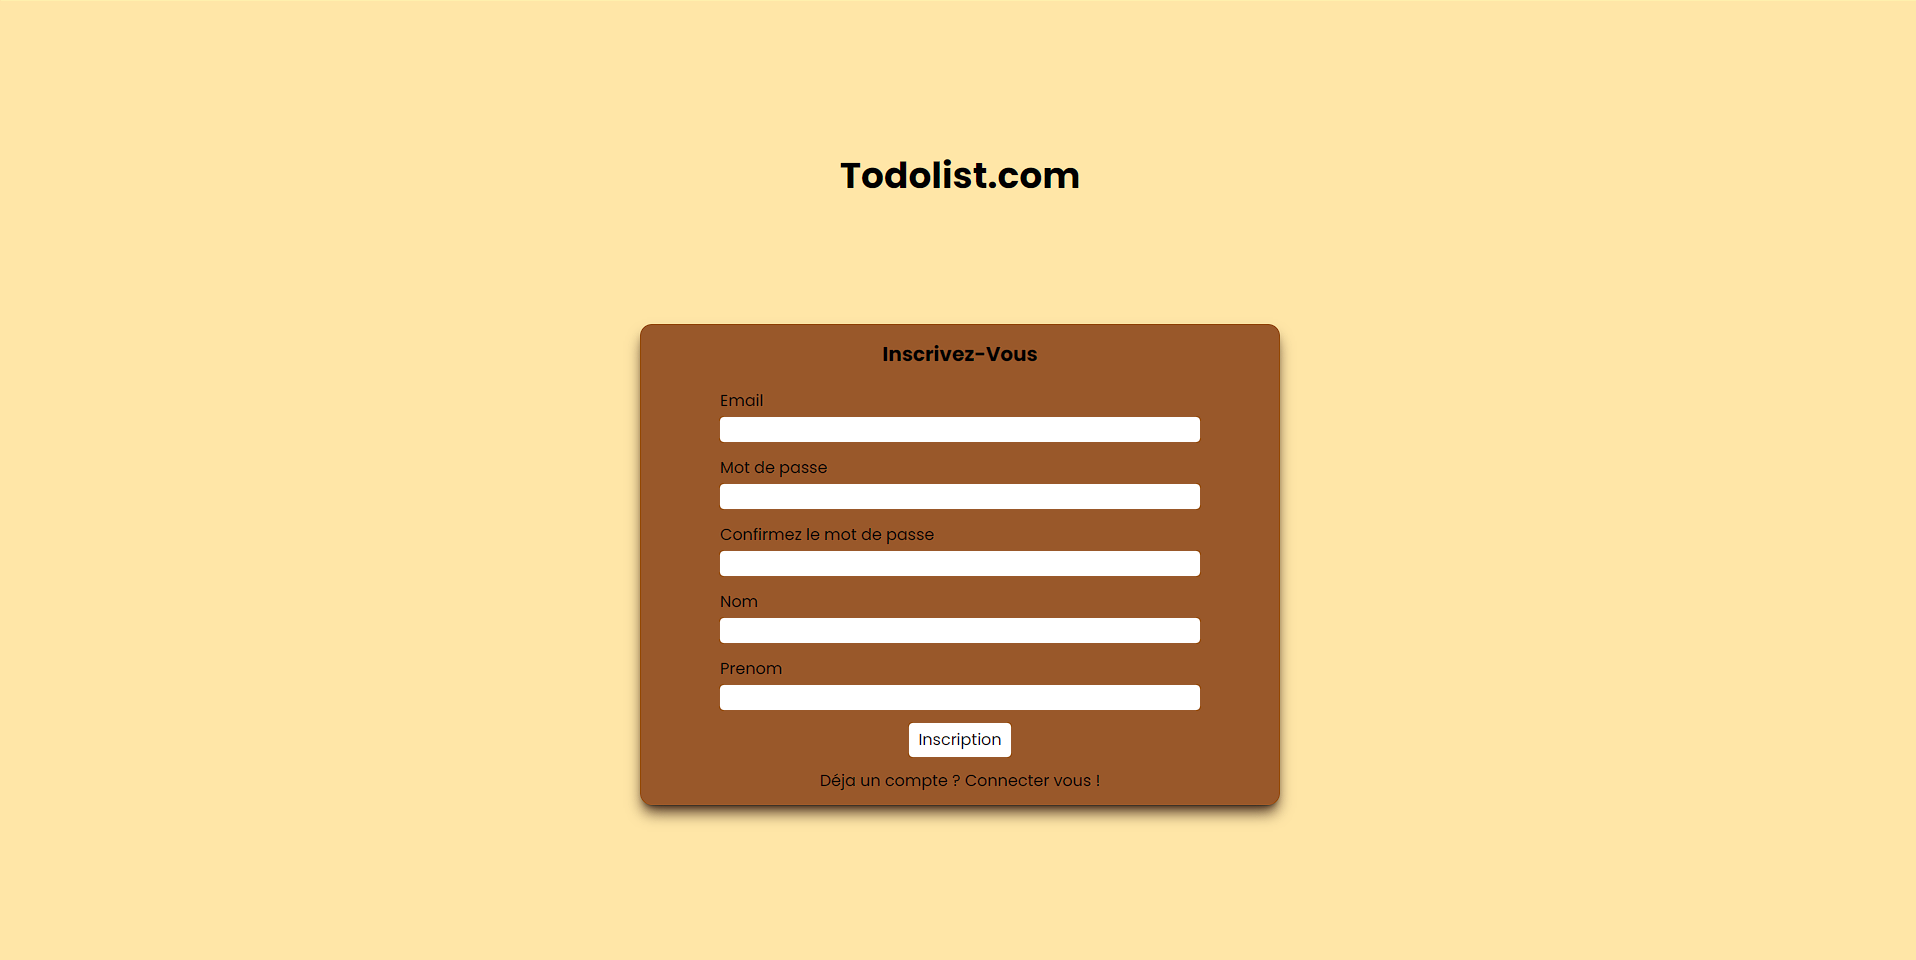 Todolist.com
Inscrivez-Vous
Email
Mot de passe
Confirmez le mot de passe
Nom
Prenom
Inscription
Déja un compte ? Connecter vous !